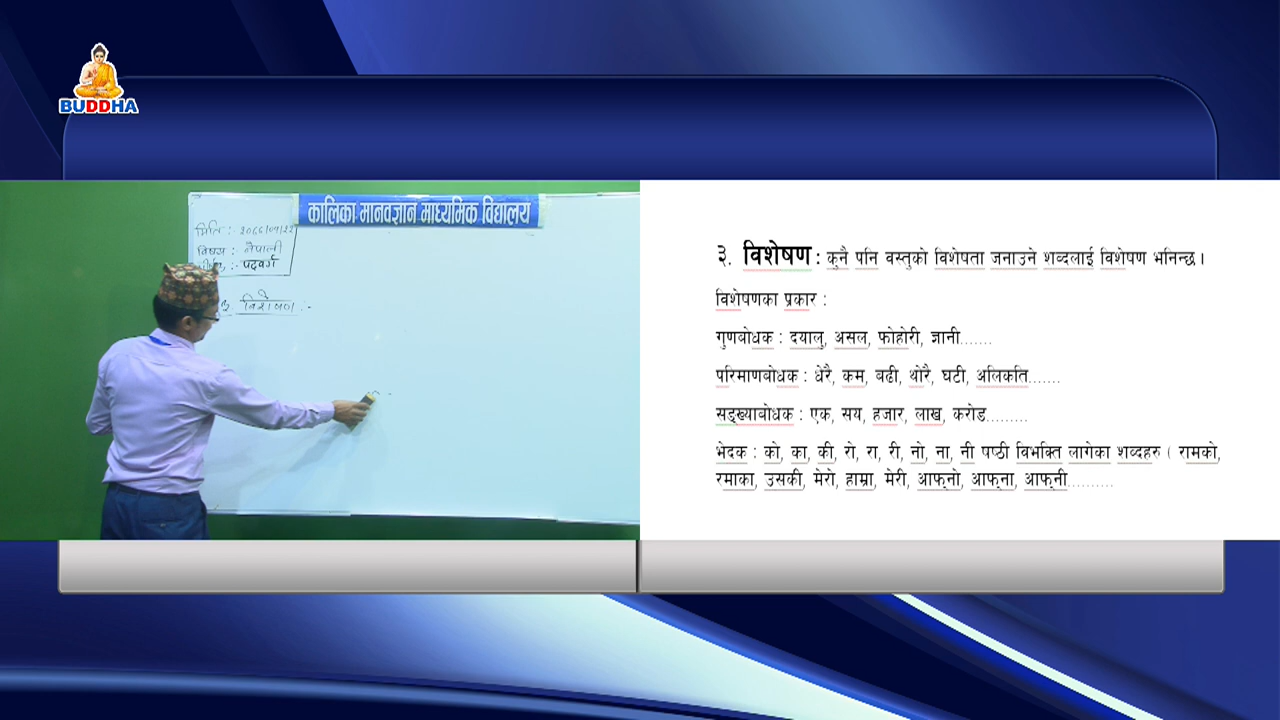 BUDDHA
कालिका मानवज्ञान माध्यमिक विद्यालय
मिति :-
विषय : नेपाली
:- पदवर्ग
३ विशेषण :-
३. विशेषण : कुनै पनि वस्तुको विशेषता जनाउने शब्दलाई विशेषण भनिन्छ ।
विशेषणका प्रकार :
गुणबोधक : दयालु, असल, फोहोरी, ज्ञानी.......
परिमाणबोधक : धेरै, कम, बढी, थोरै, घटी, अलिकति.......
सङ्ख्याबोधक : एक, सय, हजार, लाख, करोड.........
भेदक : को, का, की, रो, रा, री, नो, ना, नी षष्ठी विभक्ति लागेका शब्दहरु ( रामको,
रमाका, उसकी, मेरो, हाम्रा, मेरी, आफ्नो, आफ्ना, आफ्नी..........